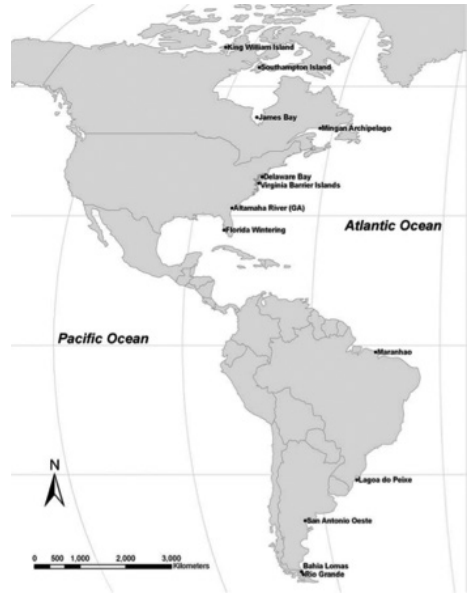 King William Island
Southampton Island
James Bay
Mingan Archipelago
Delaware Bay
Virginia Barrier Islands
Altamaha River (GA)
Florida Wintering
Atlantic Ocean
Pacific Ocean
Maranhao
Lagoa do Peixe
N
San Antonio Oeste
0 500 1,000 2,000 3,000
Kilometers
Bahia Lomas
Rio Grande